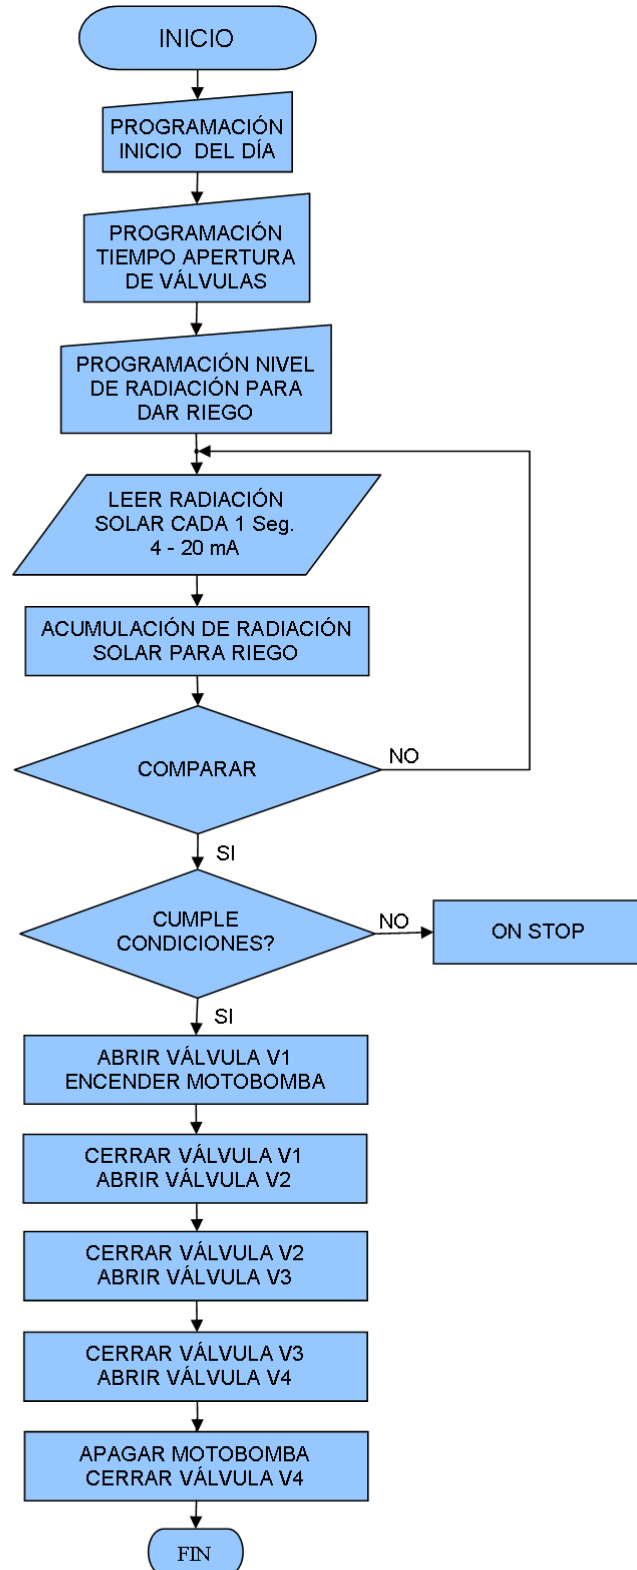 INICIO
PROGRAMACIÓN
INICIO DEL DÍA
PROGRAMACIÓN
TIEMPO APERTURA
DE VÁLVULAS
PROGRAMACIÓN NIVEL
DE RADIACIÓN PARA
DAR RIEGO
LEER RADIACIÓN
SOLAR CADA 1 Seg.
4 - 20 mA
ACUMULACIÓN DE RADIACIÓN
SOLAR PARA RIEGO
COMPARAR
NO
SI
CUMPLE
CONDICIONES?
NO
ON STOP
SI
ABRIR VÁLVULA V1
ENCENDER MOTOBOMBA
CERRAR VÁLVULA V1
ABRIR VÁLVULA V2
CERRAR VÁLVULA V2
ABRIR VÁLVULA V3
CERRAR VÁLVULA V3
ABRIR VÁLVULA V4
APAGAR MOTOBOMBA
CERRAR VÁLVULA V4
FIN